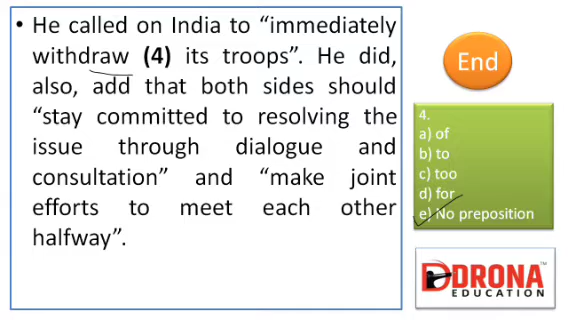 • He called on India to “immediately
withdraw (4) its troops”. He did,
also, add that both sides should
“stay committed to resolving the
issue through dialogue and
consultation” and “make joint
efforts to meet each other
halfway”.
End
4.
a) of
b) to
c) too
d) for
e) No preposition
DRONA™
EDUCATION